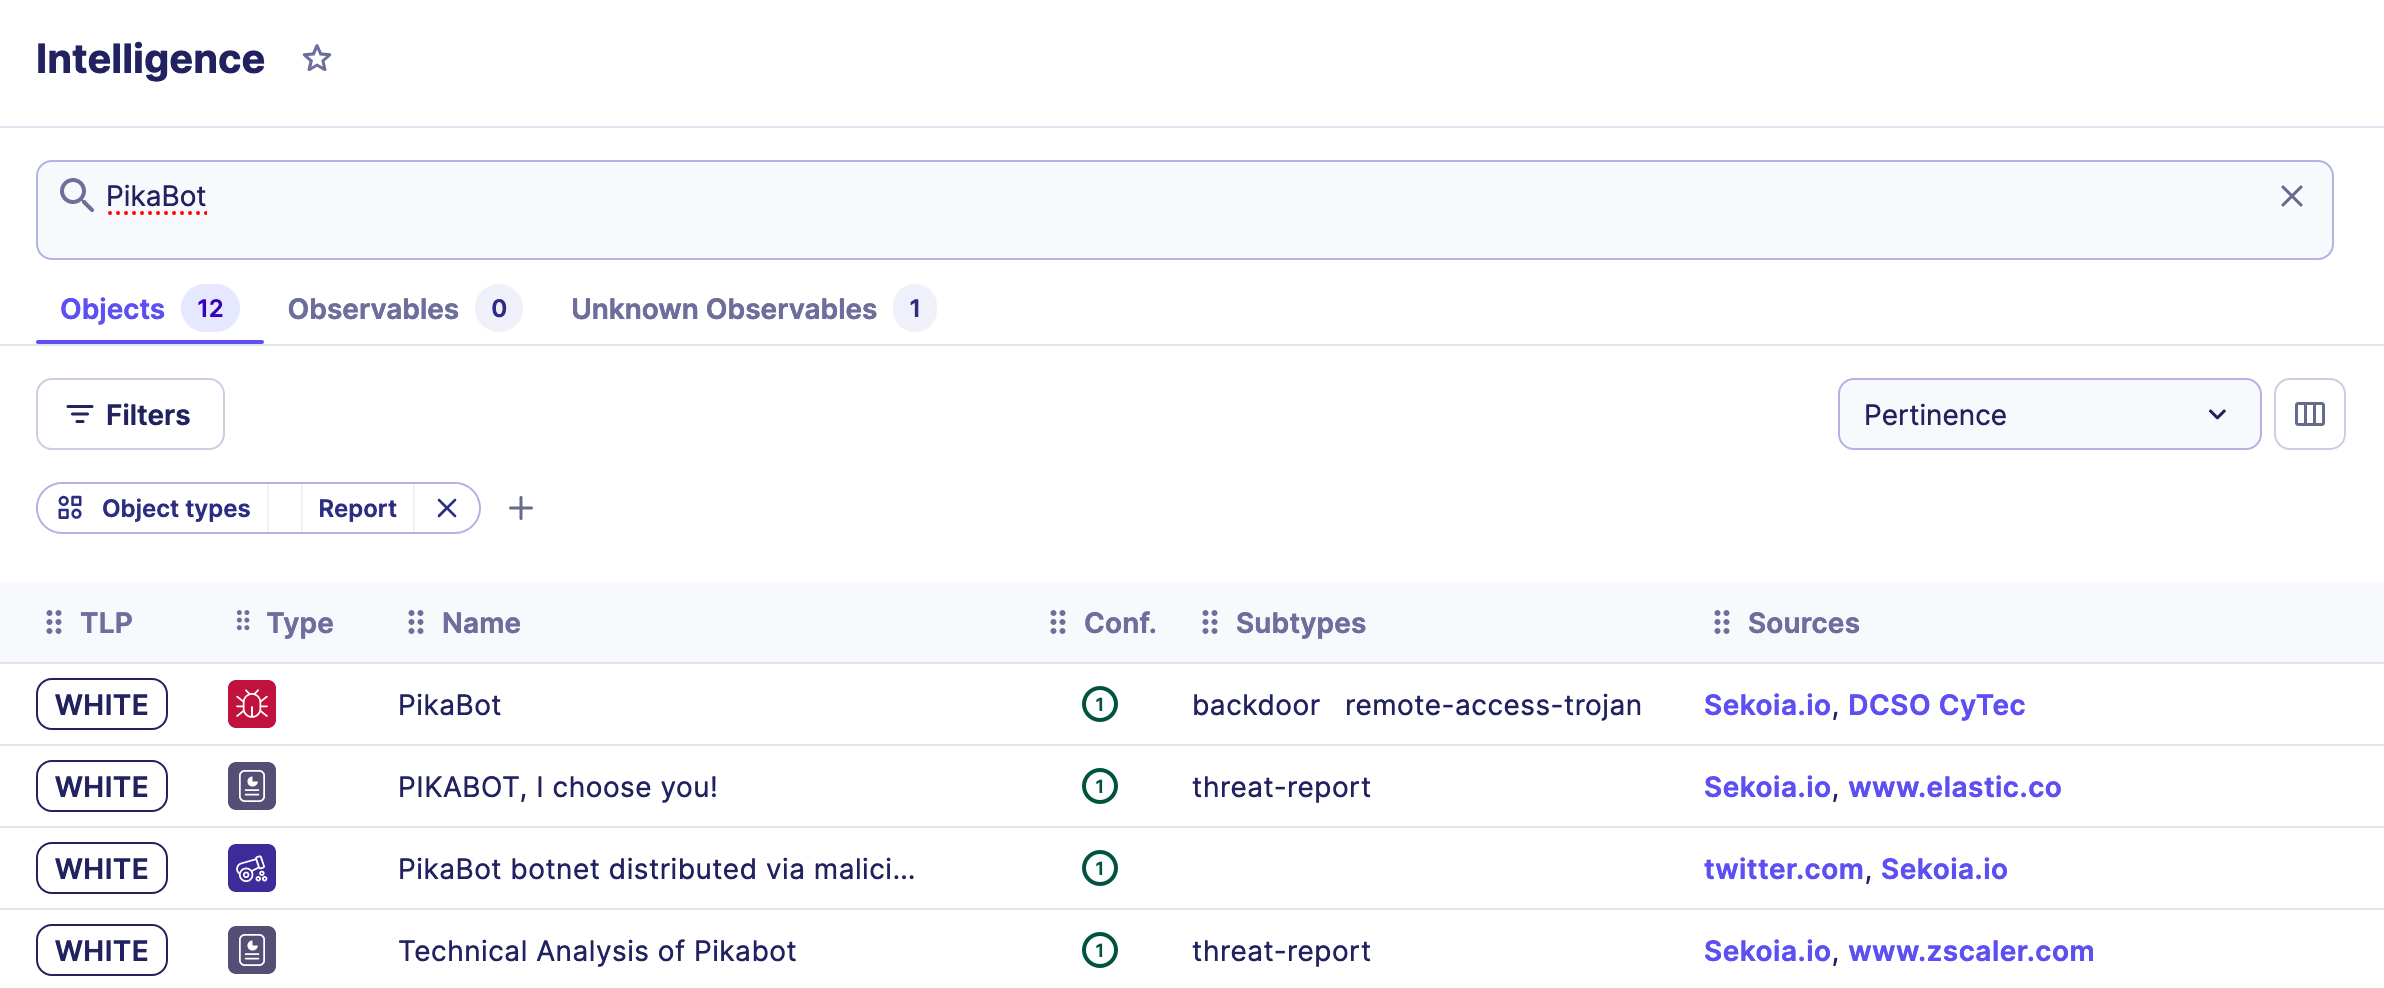 Intelligence
PikaBot
Objects 12 Observables 0 Unknown Observables 1
Filters Pertinence
Object types Report
TLP Type Name Conf. Subtypes Sources
WHITE PikaBot 1 backdoor remote-access-trojan Sekoia.io, DCSO CyTec
WHITE PIKABOT, I choose you! 1 threat-report Sekoia.io, www.elastic.co
WHITE PikaBot botnet distributed via malici... 1 twitter.com, Sekoia.io
WHITE Technical Analysis of Pikabot 1 threat-report Sekoia.io, www.zscaler.com